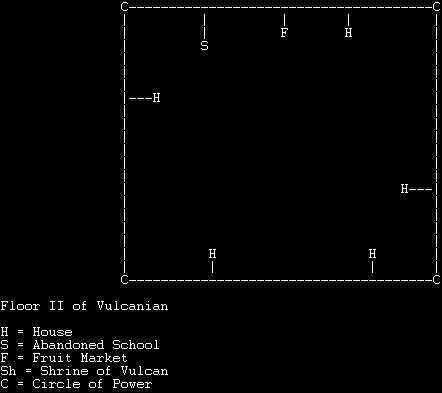 C--------------------------------------C
|         |         |       |          |
|         |         F       H          |
|         S                            |
|                                      |
|                                      |
|                                      |
|---H                                  |
|                                      |
|                                      |
|                                      |
|                                      |
|                                      |
|                                      |
|                                  H---|
|                                      |
|                                      |
|                                      |
|                                      |
|          H                   H       |
|          |                   |       |
C--------------------------------------C
Floor II of Vulcanian
H = House
S = Abandoned School
F = Fruit Market
Sh = Shrine of Vulcan
C = Circle of Power